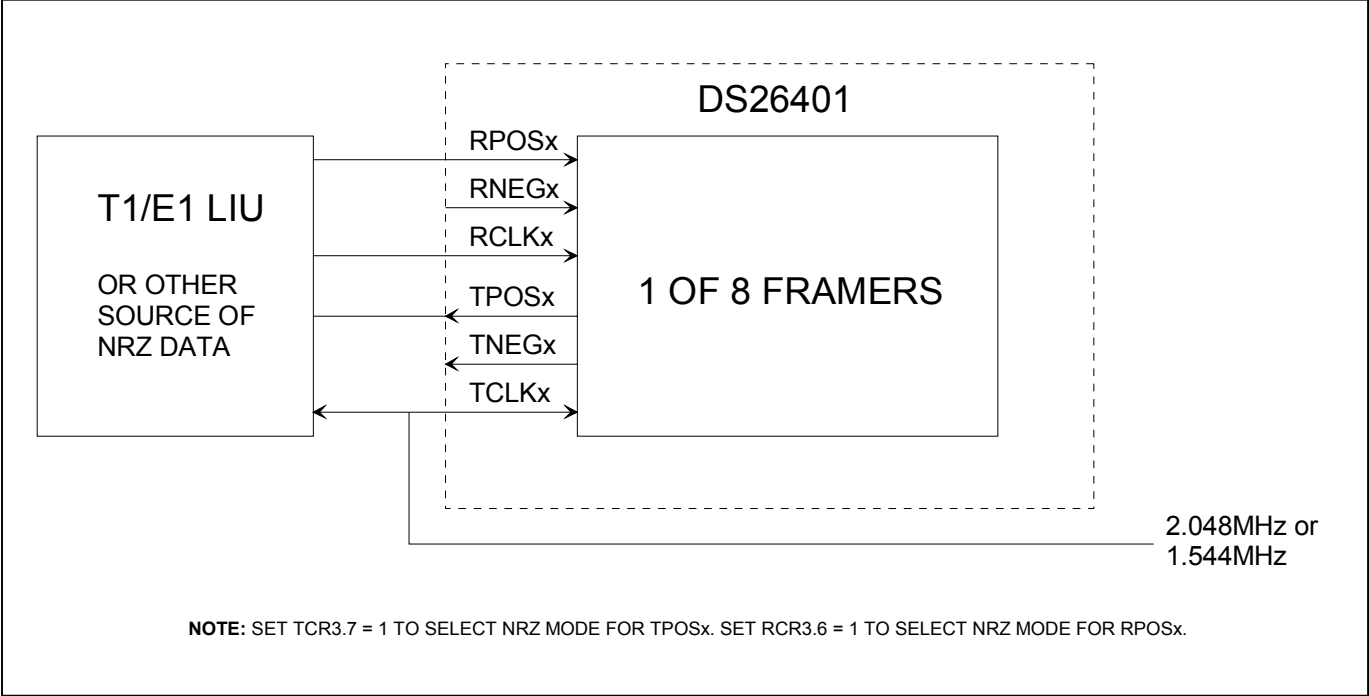 DS26401
T1/E1 LIU
OR OTHER
SOURCE OF
NRZ DATA
RPOSx
RNEGx
RCLKx
TPOSx
TNEGx
TCLKx
1 OF 8 FRAMERS
2.048MHz or
1.544MHz
NOTE: SET TCR3.7 = 1 TO SELECT NRZ MODE FOR TPOSx. SET RCR3.6 = 1 TO SELECT NRZ MODE FOR RPOSx.